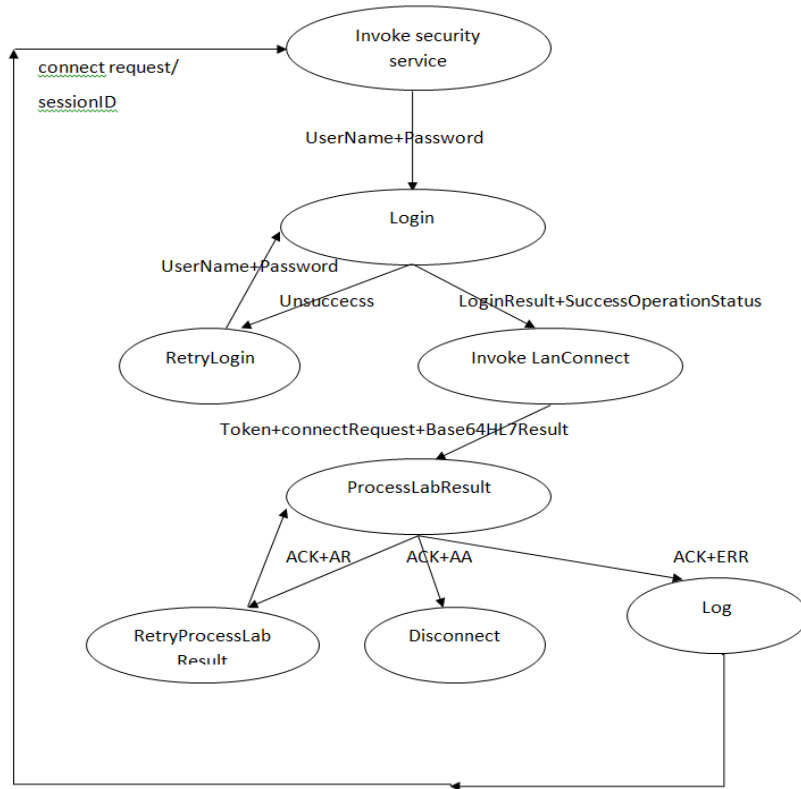 Invoke security
service
connect request/
sessionID
UserName+Password
Login
UserName+Password
Unsuccecss
LoginResult+SuccessOperationStatus
RetryLogin
Invoke LanConnect
Token+connectRequest+Base64HL7Result
ProcessLabResult
ACK+AR
ACK+AA
ACK+ERR
Log
RetryProcessLab
Result
Disconnect